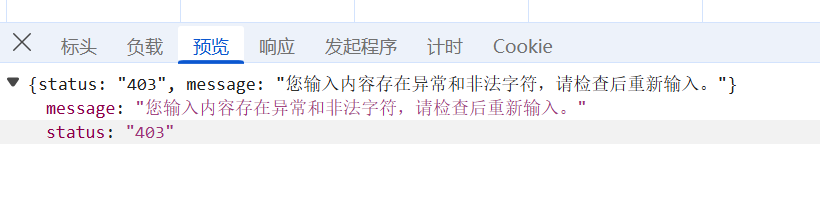 标头 负载 预览 响应 发起程序 计时 Cookie
{status: "403", message: "您输入内容存在异常和非法字符，请检查后重新输入。"}
message: "您输入内容存在异常和非法字符，请检查后重新输入。"
status: "403"